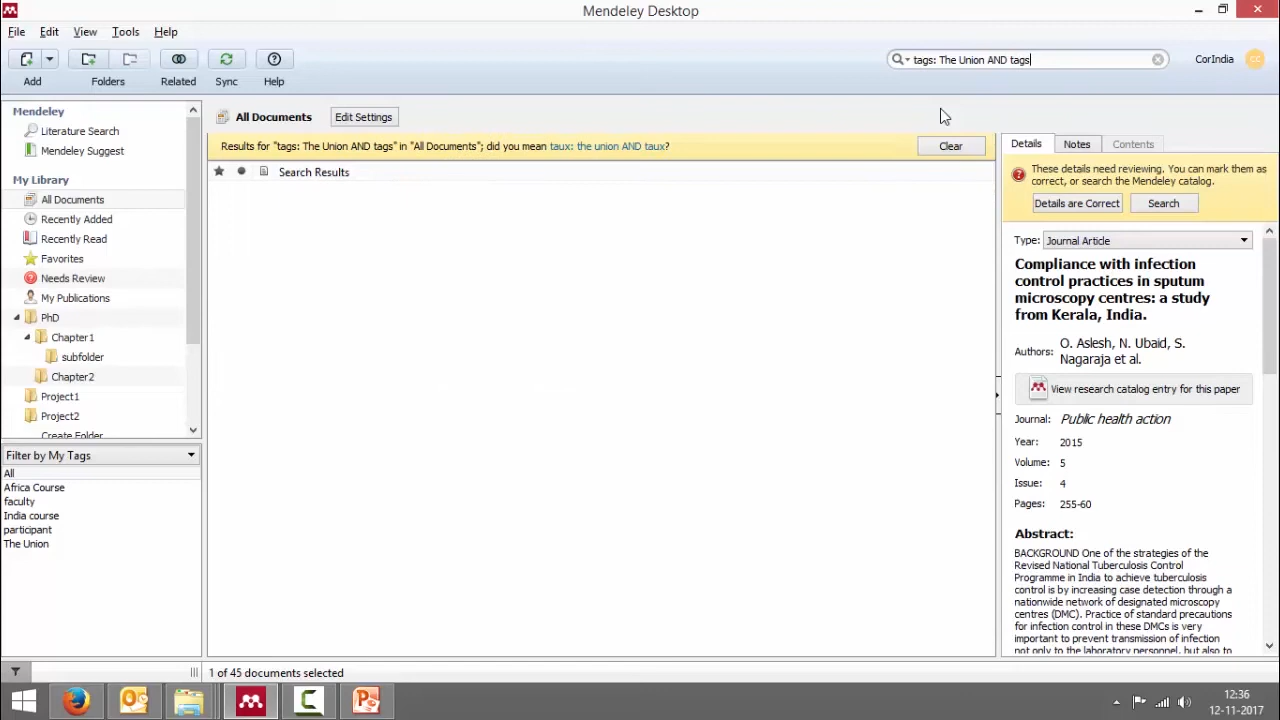 Mendeley Desktop
File Edit View Tools Help
tags: The Union AND tags
CorIndia
CC
Add Folders Related Sync Help
Mendeley
Literature Search
Mendeley Suggest
My Library
All Documents
Recently Added
Recently Read
Favorites
Needs Review
My Publications
PhD
Chapter1
subfolder
Chapter2
Project1
Project2
Create Folder
Filter by My Tags
All
Africa Course
faculty
India course
participant
The Union
All Documents Edit Settings
Results for "tags: The Union AND tags" in "All Documents"; did you mean taux: the union AND taux? Clear
Search Results
1 of 45 documents selected
Details Notes Contents
These details need reviewing. You can mark them as
correct, or search the Mendeley catalog.
Details are Correct Search
Type: Journal Article
Compliance with infection
control practices in sputum
microscopy centres: a study
from Kerala, India.
Authors: O. Aslesh, N. Ubaid, S.
Nagaraja et al.
View research catalog entry for this paper
Journal: Public health action
Year: 2015
Volume: 5
Issue: 4
Pages: 255-60
Abstract:
BACKGROUND One of the strategies of the
Revised National Tuberculosis Control
Programme in India to achieve tuberculosis
control is by increasing case detection through a
nationwide network of designated microscopy
centres (DMC). Practice of standard precautions
for infection control in these DMCs is very
important to prevent transmission of infection
not only to the laboratory personnel, but also to
12:36
12-11-2017